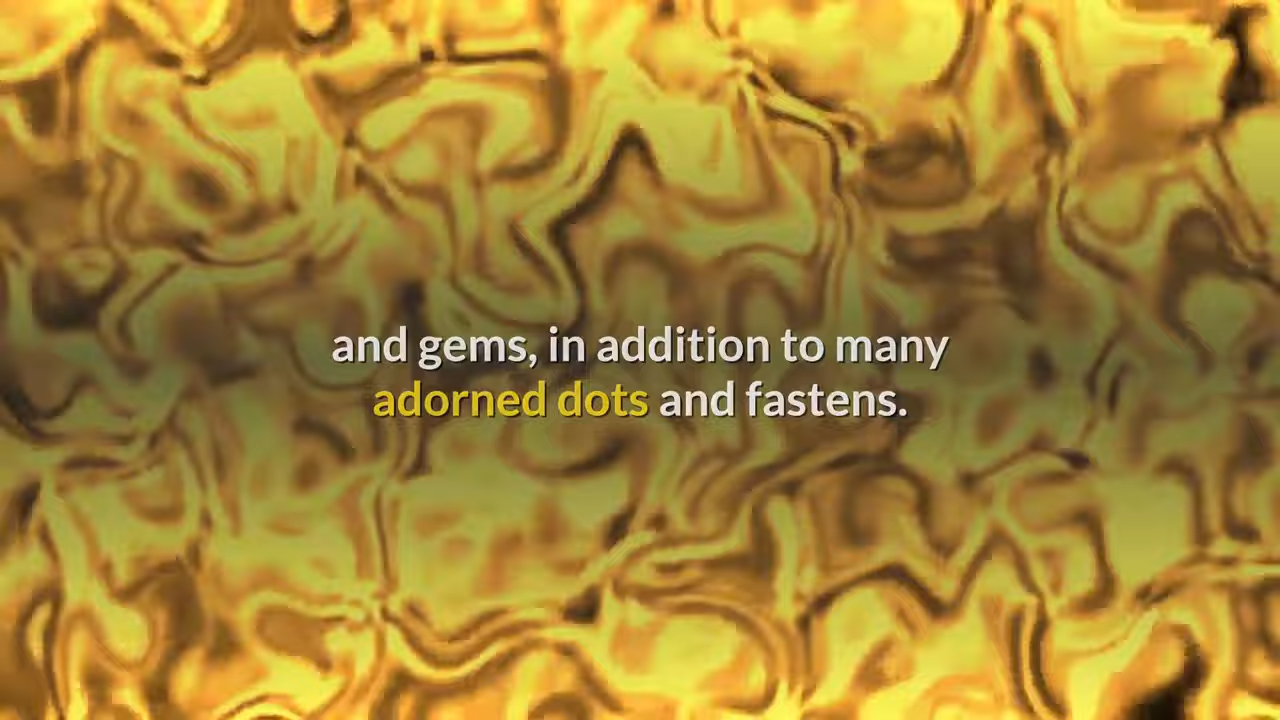 and gems, in addition to many
adorned dots and fastens.